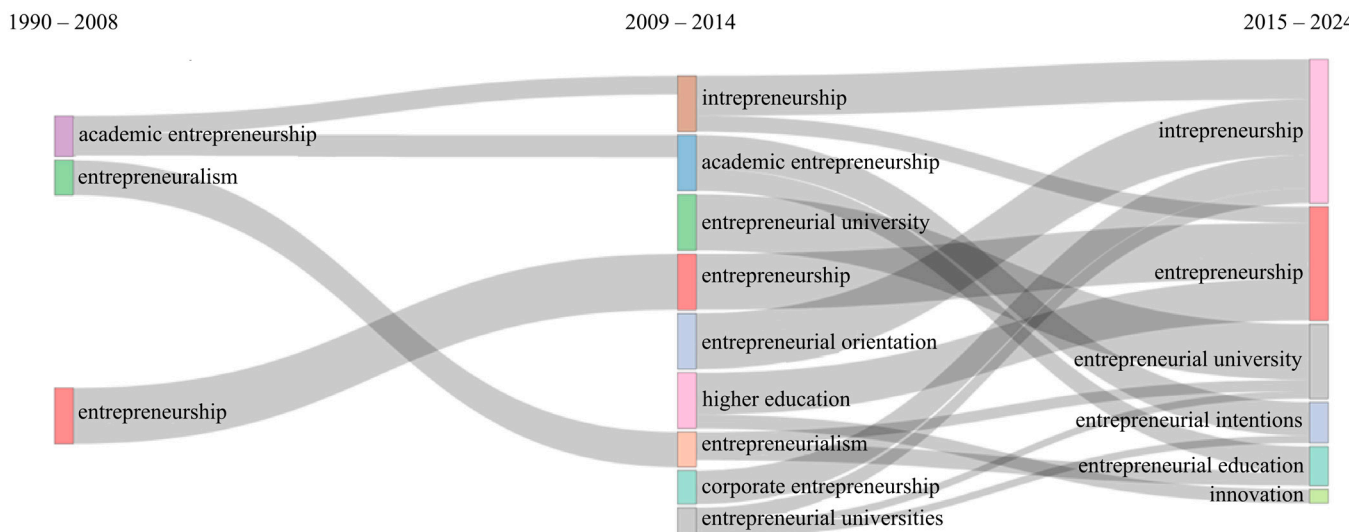 1990 – 2008
2009 – 2014
2015 – 2024
academic entrepreneurship
entrepreneuralism
entrepreneurship
intrepreneurship
academic entrepreneurship
entrepreneurial university
entrepreneurship
entrepreneurial orientation
higher education
entrepreneurialism
corporate entrepreneurship
entrepreneurial universities
intrepreneurship
entrepreneurship
entrepreneurial university
entrepreneurial intentions
entrepreneurial education
innovation